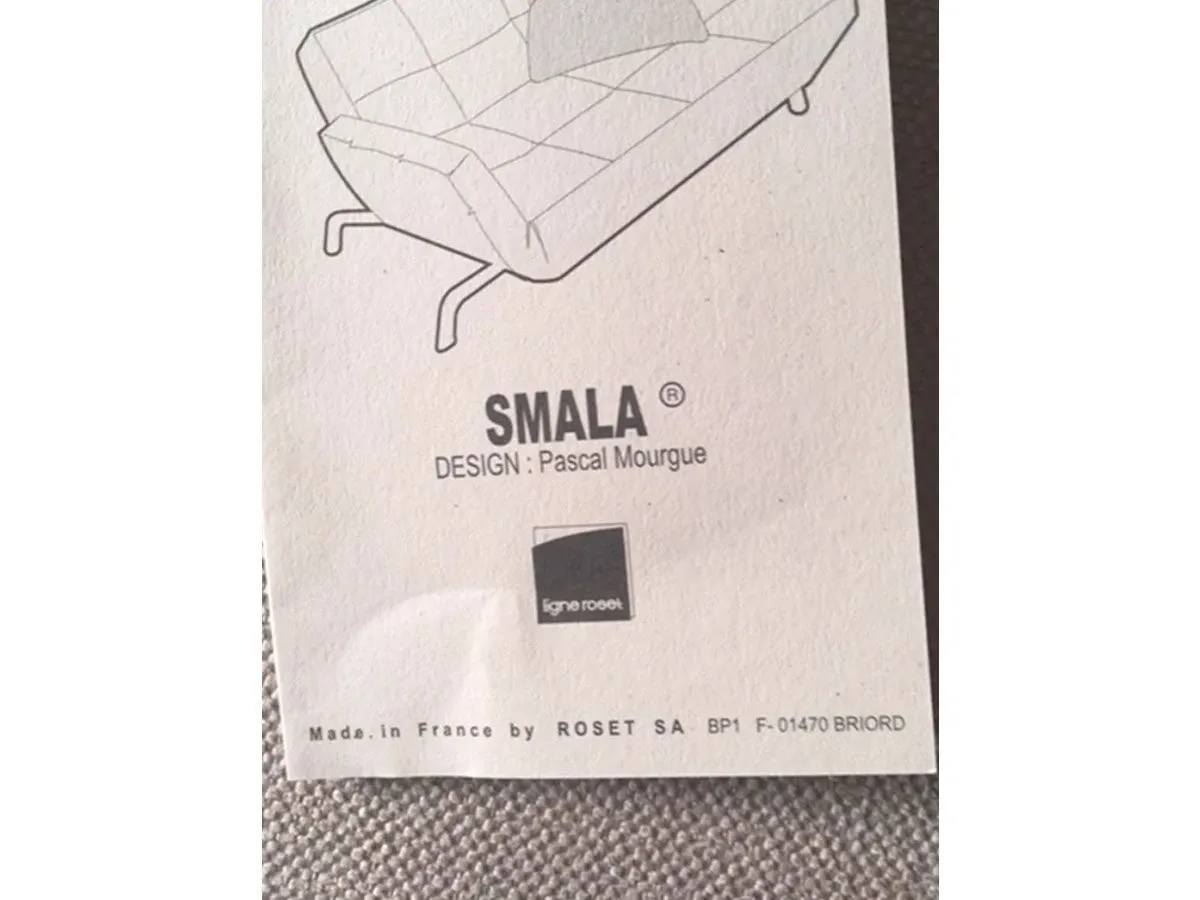 SMALA ®
DESIGN : Pascal Mourgue
ligne roset
Made.in France by ROSET SA BP1 F- 01470 BRIORD